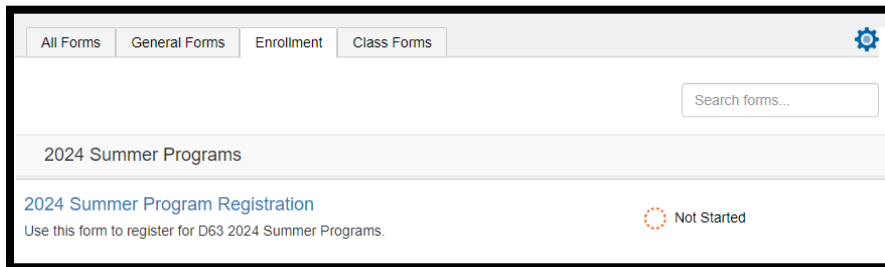 All Forms General Forms Enrollment Class Forms
Search forms...
2024 Summer Programs
2024 Summer Program Registration
Not Started
Use this form to register for D63 2024 Summer Programs.